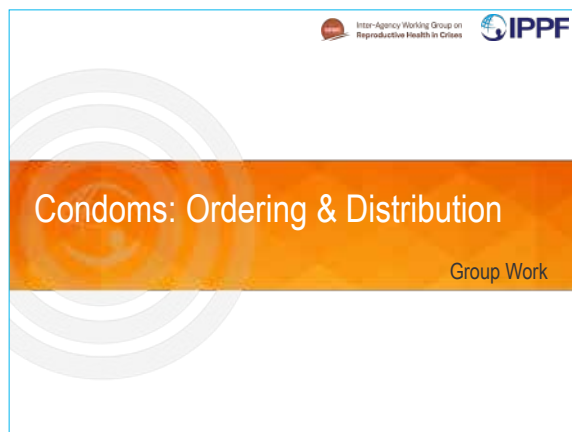 Inter-Agency Working Group on
Reproductive Health in Crises
IPPF
Condoms: Ordering & Distribution
Group Work